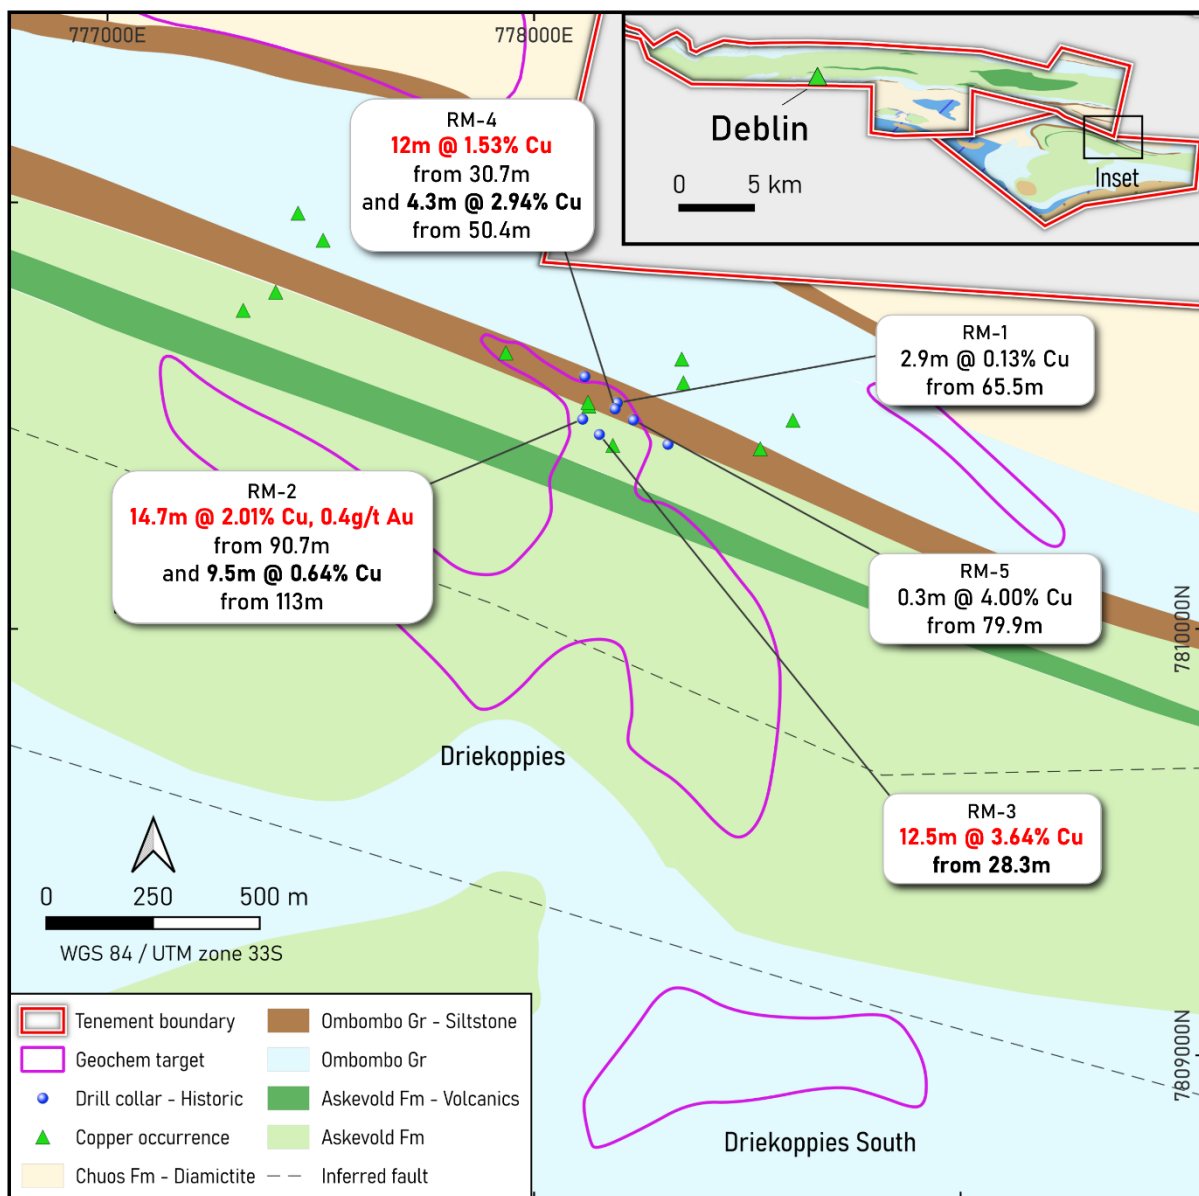 777000E
778000E
RM-4
12m @ 1.53% Cu
from 30.7m
and 4.3m @ 2.94% Cu
from 50.4m
Deblin
0 5 km
Inset
RM-1
2.9m @ 0.13% Cu
from 65.5m
RM-2
14.7m @ 2.01% Cu, 0.4g/t Au
from 90.7m
and 9.5m @ 0.64% Cu
from 113m
RM-5
0.3m @ 4.00% Cu
from 79.9m
7810000N
Driekoppies
RM-3
12.5m @ 3.64% Cu
from 28.3m
0 250 500 m
WGS 84 / UTM zone 33S
7809000N
Driekoppies South
Tenement boundary
Geochem target
Drill collar - Historic
Copper occurrence
Chuos Fm - Diamictite
Ombombo Gr - Siltstone
Ombombo Gr
Askevold Fm - Volcanics
Askevold Fm
Inferred fault